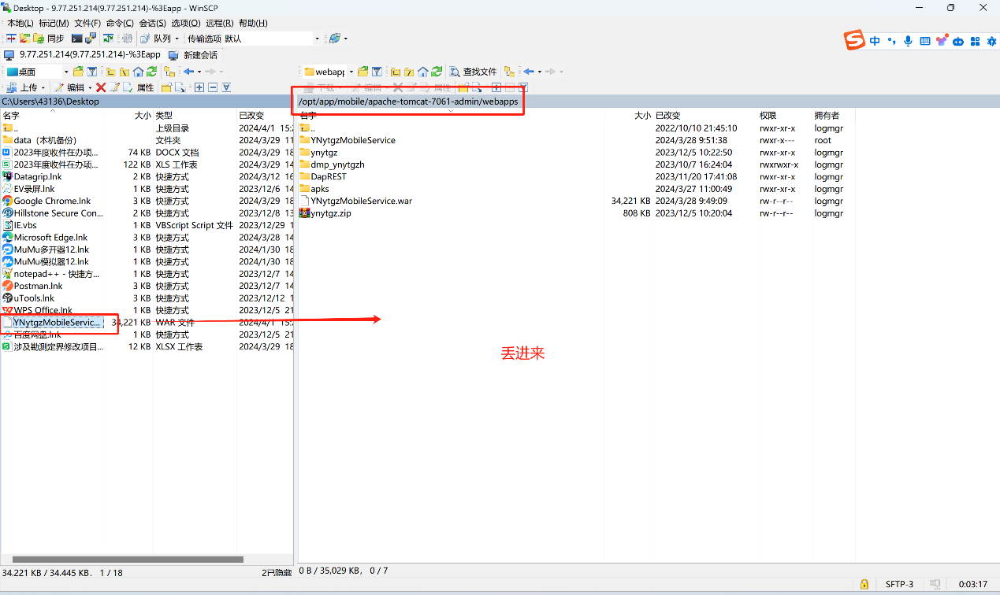 Desktop - 9.77.251.214(9.77.251.214)-%3Eapp - WinSCP
本地(L) 标记(M) 文件(F) 命令(C) 会话(S) 选项(O) 远程(R) 帮助(H)
同步 队列 传输选项 默认
中
9.77.251.214(9.77.251.214)-%3Eapp 新建会话
桌面
webapp 查找文件
上传 编辑 属性
下载 编辑 属性
C:\Users\43136\Desktop
/opt/app/mobile/apache-tomcat-7061-admin/webapps
名字 大小 类型 已改变
.. 上级目录 2024/4/1 15:2
data（本机备份） 文件夹 2024/3/29 11
2023年度收件在办项... 74 KB DOCX 文档 2024/3/29 18
2023年度收件在办项... 122 KB XLS 工作表 2024/3/29 18
Datagrip.lnk 2 KB 快捷方式 2024/3/12 16
EV录屏.lnk 1 KB 快捷方式 2023/12/6 14
Google Chrome.lnk 3 KB 快捷方式 2024/3/29 18
Hillstone Secure Con... 2 KB 快捷方式 2023/12/8 13
IE.vbs 1 KB VBScript Script 文件 2023/12/29 1
Microsoft Edge.lnk 3 KB 快捷方式 2024/3/28 14
MuMu多开器12.lnk 1 KB 快捷方式 2024/1/30 18
MuMu模拟器12.lnk 1 KB 快捷方式 2024/1/30 18
notepad++ - 快捷方... 1 KB 快捷方式 2023/12/7 14
Postman.lnk 3 KB 快捷方式 2023/12/7 14
uTools.lnk 3 KB 快捷方式 2023/12/12 1
WPS Office.lnk 1 KB 快捷方式 2023/12/5 21
YNytgzMobileServic... 34,221 KB WAR 文件 2024/4/1 15:2
百度网盘.lnk 1 KB 快捷方式 2023/12/5 21
涉及勘测定界修改项目... 12 KB XLSX 工作表 2024/3/29 18
名字 大小 已改变 权限 拥有者
.. 2022/10/10 21:45:10 rwxr-xr-x logmgr
YNytgzMobileService 2024/3/28 9:51:38 rwxr-x--- root
ynytgz 2023/12/5 10:22:50 rwxr-xr-x logmgr
dmp_ynytgzh 2023/10/7 16:24:04 rwxrwxr-x logmgr
DapREST 2023/11/20 17:41:08 rwxr-xr-x logmgr
apks 2024/3/27 11:00:49 rwxr-xr-x logmgr
YNytgzMobileService.war 34,223 KB 2024/3/28 9:49:09 rw-r--r-- logmgr
ynytgz.zip 808 KB 2023/12/5 10:20:04 rw-r--r-- logmgr
丢进来
34.221 KB / 34.445 KB， 1 / 18 2已隐藏
0 B / 35,029 KB， 0 / 7
SFTP-3 0:03:17